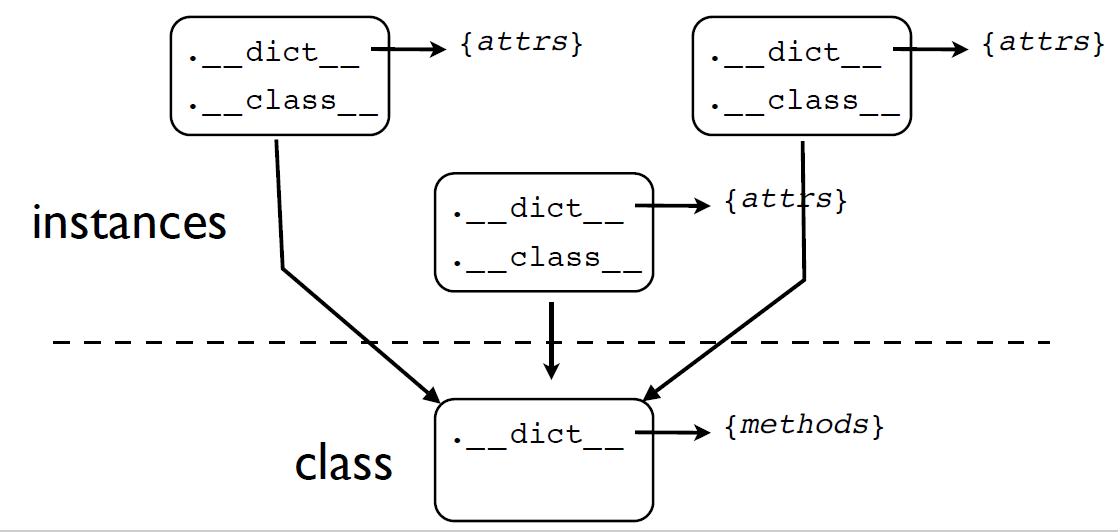 .__dict__ {attrs}
.__class__
.__dict__ {attrs}
.__class__
instances
.__dict__ {attrs}
.__class__
class
.__dict__ {methods}